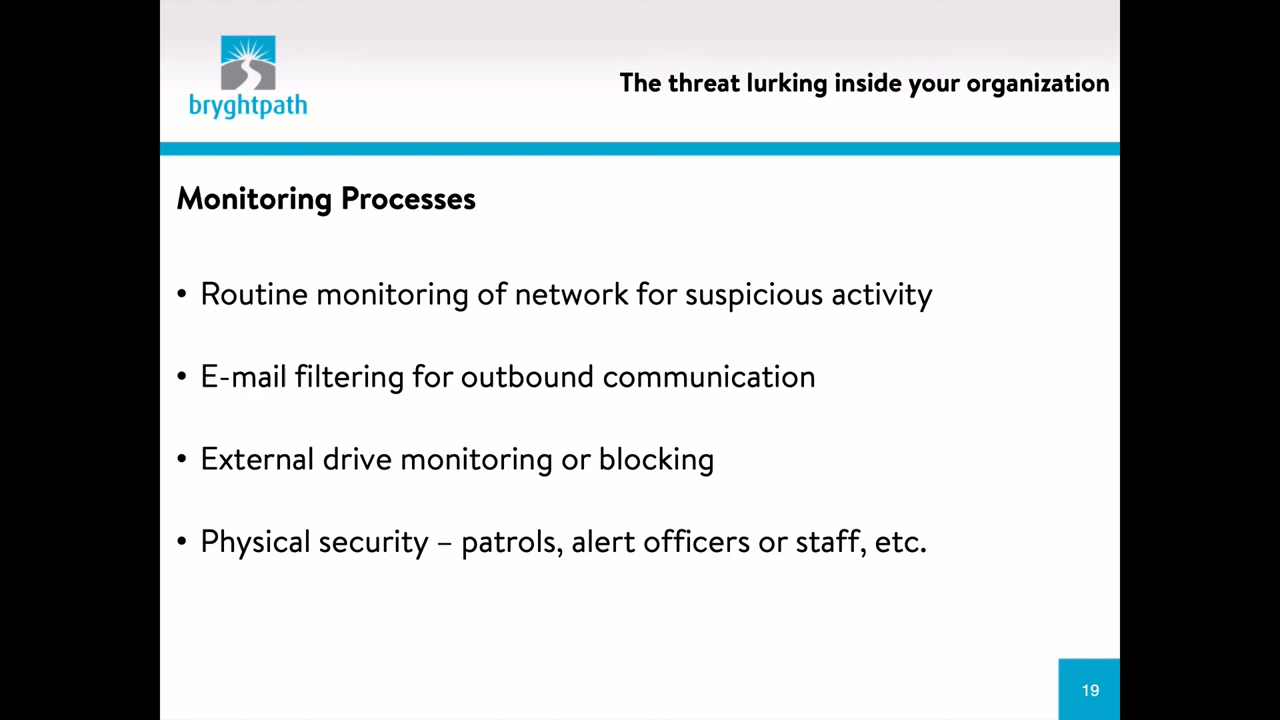 bryghtpath
The threat lurking inside your organization
Monitoring Processes
• Routine monitoring of network for suspicious activity
• E-mail filtering for outbound communication
• External drive monitoring or blocking
• Physical security – patrols, alert officers or staff, etc.
19